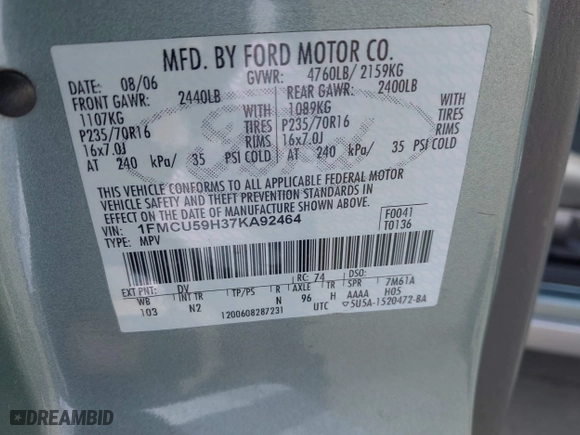 MFD. BY FORD MOTOR CO.
DATE: 08/06 GVWR: 4760LB/ 2159KG
FRONT GAWR: 2440LB REAR GAWR: 2400LB
1107KG WITH 1089KG WITH
P235/70R16 TIRES P235/70R16 TIRES
16x7.0J RIMS 16x7.0J RIMS
AT 240 kPa/ 35 PSI COLD AT 240 kPa/ 35 PSI COLD
Ford
THIS VEHICLE CONFORMS TO ALL APPLICABLE FEDERAL MOTOR
VEHICLE SAFETY AND THEFT PREVENTION STANDARDS IN
EFFECT ON THE DATE OF MANUFACTURE SHOWN ABOVE.
VIN: 1FMCU59H37KA92464 F0041
TYPE: MPV T0136
EXT PNT: DV RC: 74 DSO:
WB INT TR TP/PS R AXLE TR SPR 7M61A
103 N2 N 96 H AAAA H05
1200608287231 UTC 5U5A-1520472-BA
DREAMBID